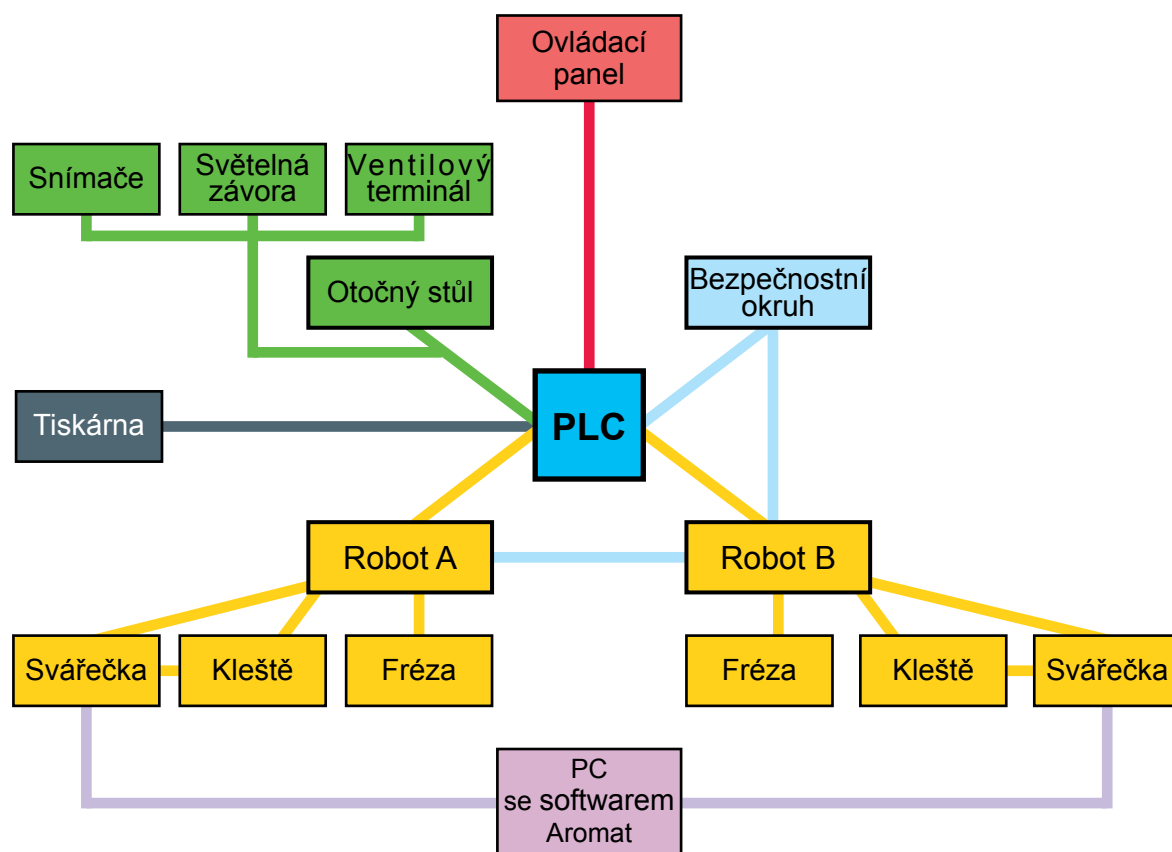 Ovládací
panel
Snímače
Světelná
závora
Ventilový
terminál
Otočný stůl
Bezpečnostní
okruh
Tiskárna
PLC
Robot A
Robot B
Svářečka
Kleště
Fréza
Fréza
Kleště
Svářečka
PC
se softwarem
Aromat